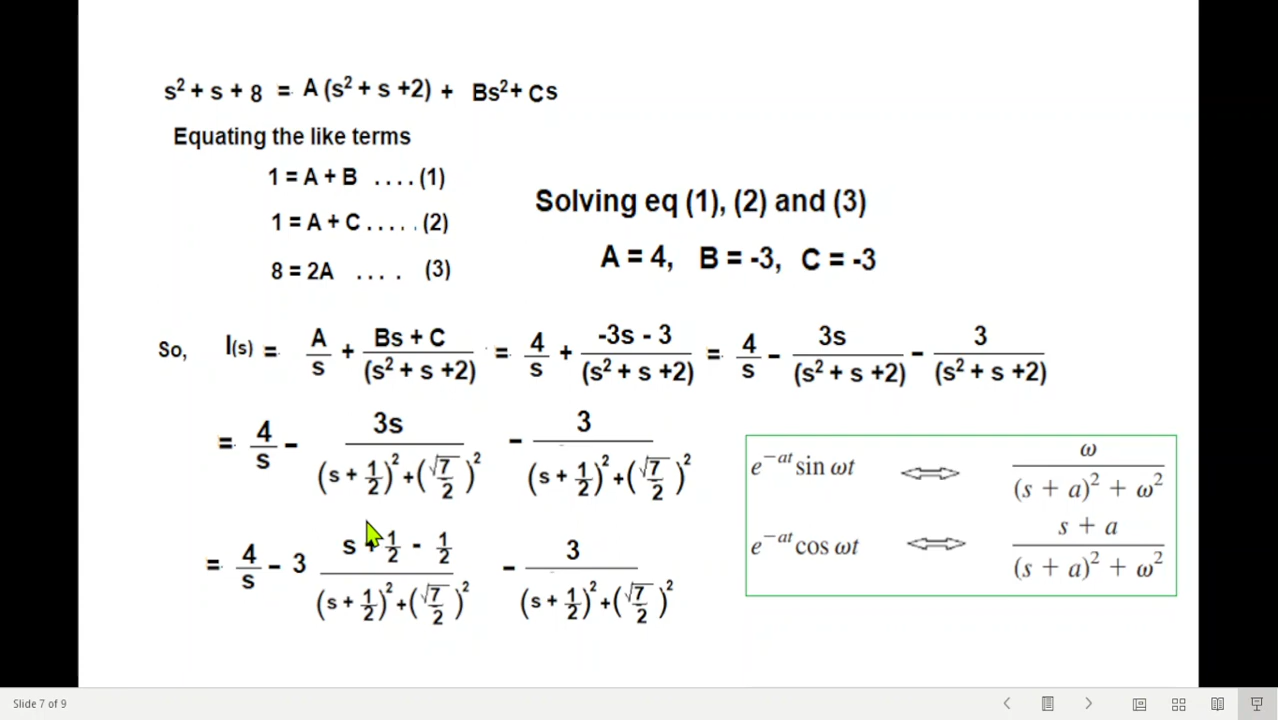 s² + s + 8 = A (s² + s +2) + Bs² + Cs
Equating the like terms
1 = A + B . . . . (1)
1 = A + C . . . . . (2)
8 = 2A . . . . (3)
Solving eq (1), (2) and (3)
A = 4, B = -3, C = -3
So, I(s) = A/s + (Bs + C)/(s² + s +2) = 4/s + (-3s - 3)/(s² + s +2) = 4/s - 3s/(s² + s +2) - 3/(s² + s +2)
= 4/s - 3s/((s + 1/2)² + (√7/2)²) - 3/((s + 1/2)² + (√7/2)²)
= 4/s - 3 (s + 1/2 - 1/2)/((s + 1/2)² + (√7/2)²) - 3/((s + 1/2)² + (√7/2)²)
e^(-at) sin ωt ⟺ ω/((s + a)² + ω²)
e^(-at) cos ωt ⟺ (s + a)/((s + a)² + ω²)
Slide 7 of 9